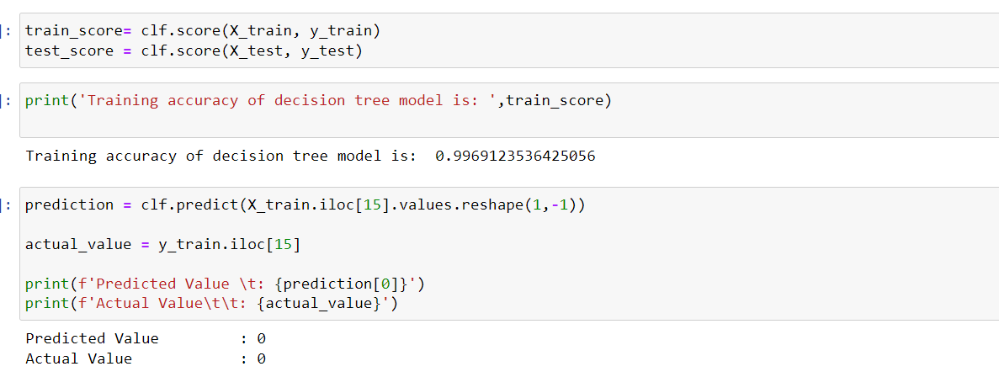 ]: train_score= clf.score(X_train, y_train)
test_score = clf.score(X_test, y_test)
]: print('Training accuracy of decision tree model is: ',train_score)
Training accuracy of decision tree model is:  0.9969123536425056
]: prediction = clf.predict(X_train.iloc[15].values.reshape(1,-1))
actual_value = y_train.iloc[15]
print(f'Predicted Value \t: {prediction[0]}')
print(f'Actual Value\t\t: {actual_value}')
Predicted Value         : 0
Actual Value            : 0